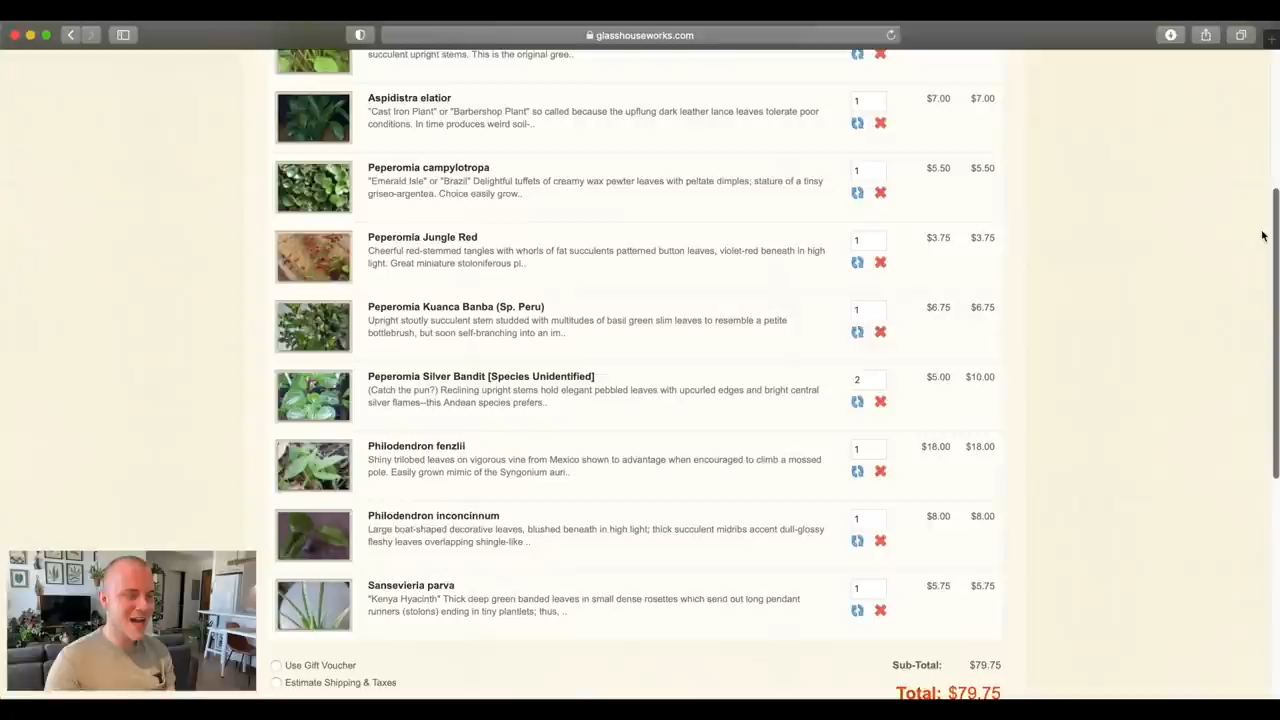 glasshouseworks.com
succulent upright stems. This is the original gree..
Aspidistra elatior
"Cast Iron Plant" or "Barbershop Plant" so called because the upflung dark leather lance leaves tolerate poor
conditions. In time produces weird soil-..
1
$7.00 $7.00
Peperomia campylotropa
"Emerald Isle" or "Brazil" Delightful tuffets of creamy wax pewter leaves with peltate dimples; stature of a tinsy
griseo-argentea. Choice easily grow..
1
$5.50 $5.50
Peperomia Jungle Red
Cheerful red-stemmed tangles with whorls of fat succulents patterned button leaves, violet-red beneath in high
light. Great miniature stoloniferous pl..
1
$3.75 $3.75
Peperomia Kuanca Banba (Sp. Peru)
Upright stoutly succulent stem studded with multitudes of basil green slim leaves to resemble a petite
bottlebrush, but soon self-branching into an im..
1
$6.75 $6.75
Peperomia Silver Bandit [Species Unidentified]
(Catch the pun?) Reclining upright stems hold elegant pebbled leaves with upcurled edges and bright central
silver flames--this Andean species prefers..
2
$5.00 $10.00
Philodendron fenzlii
Shiny trilobed leaves on vigorous vine from Mexico shown to advantage when encouraged to climb a mossed
pole. Easily grown mimic of the Syngonium auri..
1
$18.00 $18.00
Philodendron inconcinnum
Large boat-shaped decorative leaves, blushed beneath in high light; thick succulent midribs accent dull-glossy
fleshy leaves overlapping shingle-like ..
1
$8.00 $8.00
Sansevieria parva
"Kenya Hyacinth" Thick deep green banded leaves in small dense rosettes which send out long pendant
runners (stolons) ending in tiny plantlets; thus, ..
1
$5.75 $5.75
Use Gift Voucher
Estimate Shipping & Taxes
Sub-Total: $79.75
Total: $79.75